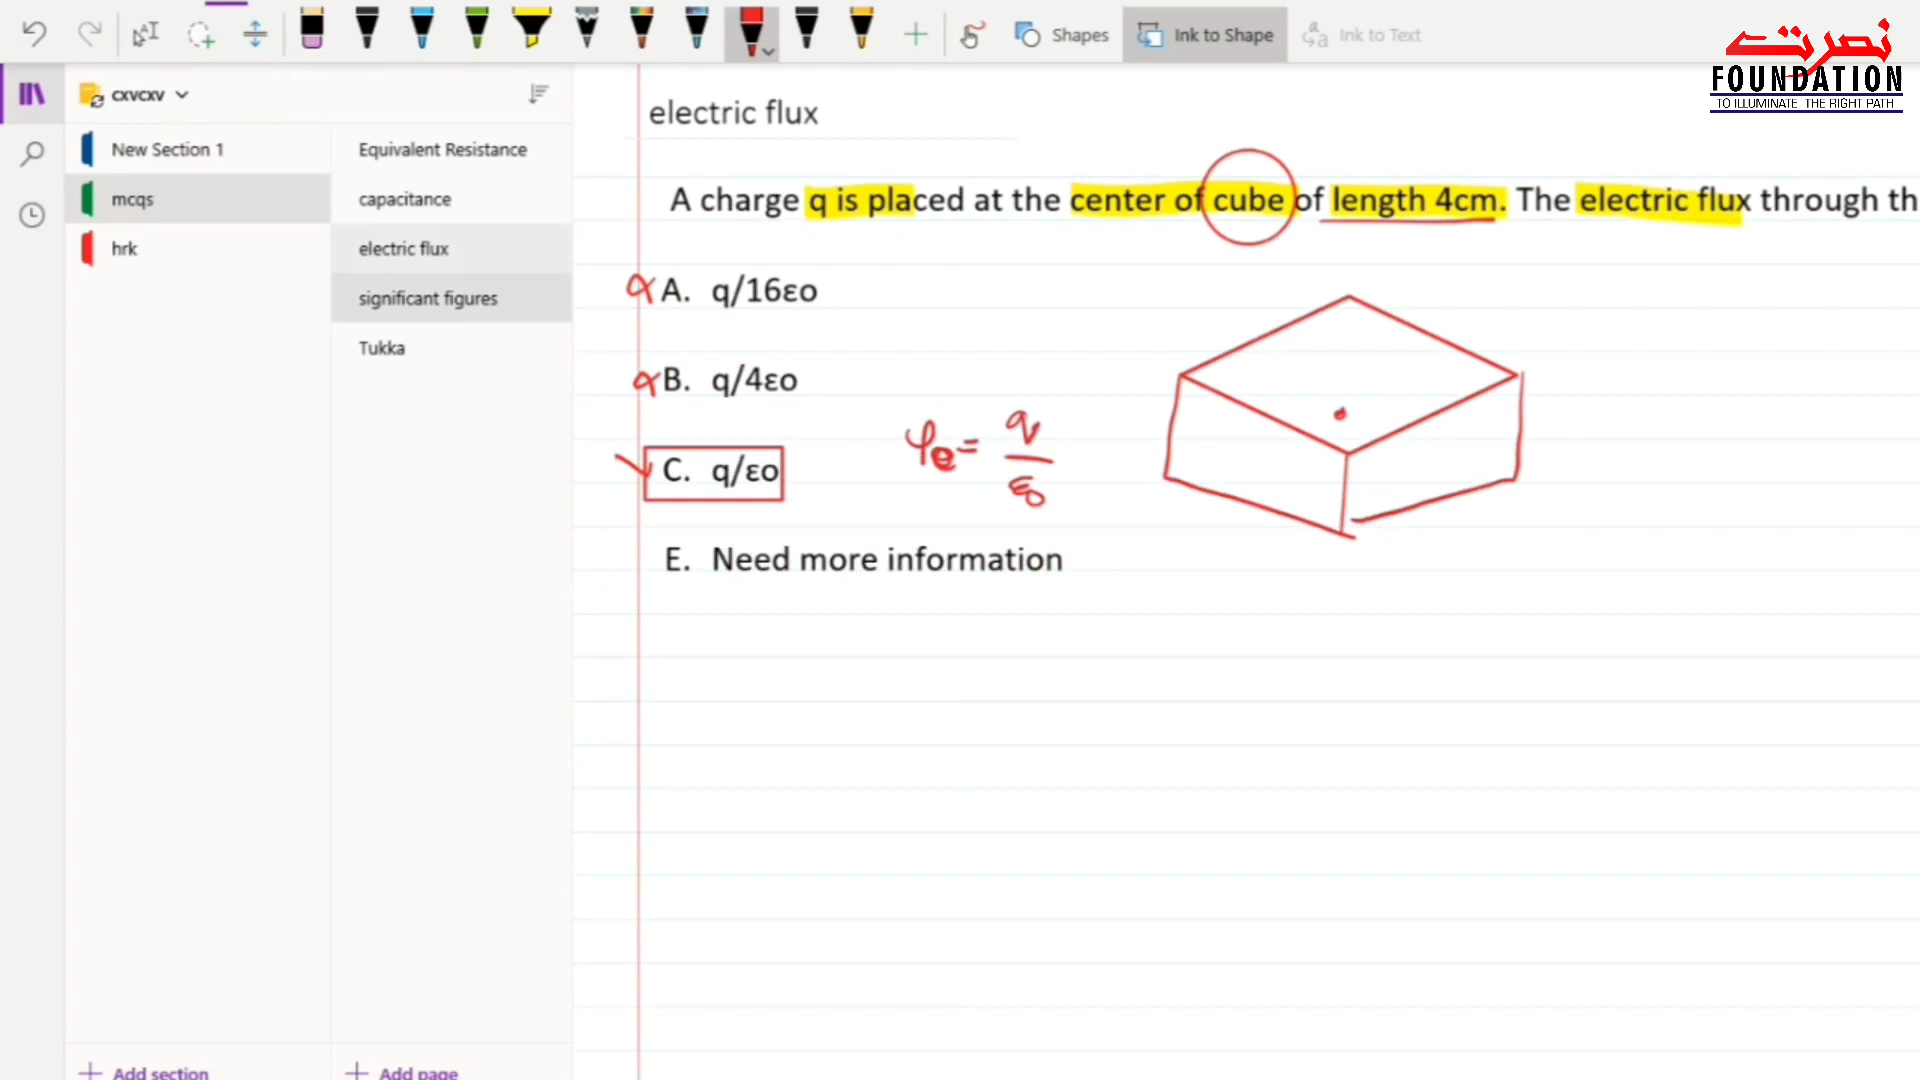 Shapes
Ink to Shape
Ink to Text
نصرت
FOUNDATION
TO ILLUMINATE THE RIGHT PATH
cxvcxv
New Section 1
mcqs
hrk
Equivalent Resistance
capacitance
electric flux
significant figures
Tukka
Add section
Add page
electric flux
A charge q is placed at the center of cube of length 4cm. The electric flux through th
A. q/16εo
B. q/4εo
C. q/εo
φe = q/εo
E. Need more information